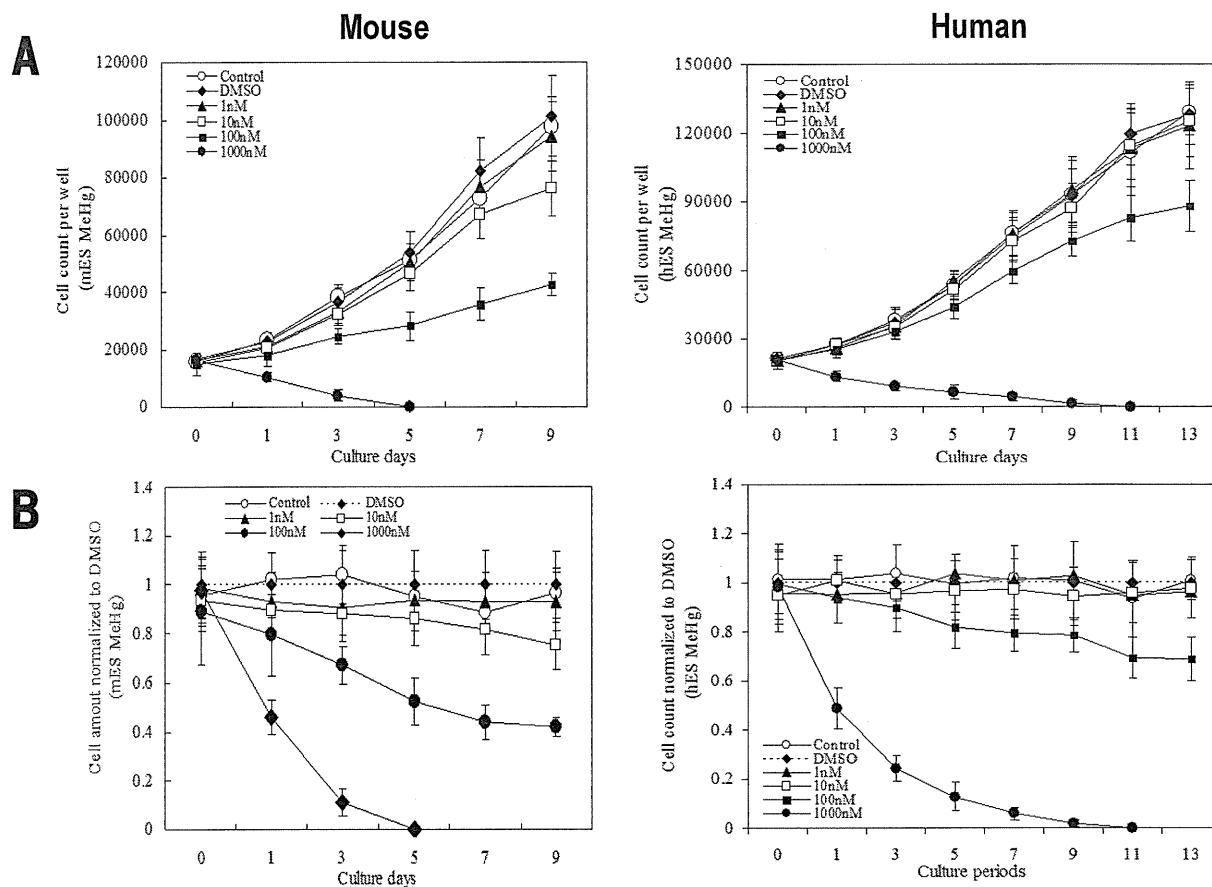 Mouse
Human
A
120000
100000
80000
60000
40000
20000
0
Cell count per well
(mES MeHg)
Control
DMSO
1nM
10nM
100nM
1000nM
0 1 3 5 7 9
Culture days
150000
120000
90000
60000
30000
0
Cell count per well
(hES MeHg)
Control
DMSO
1nM
10nM
100nM
1000nM
0 1 3 5 7 9 11 13
Culture days
B
1.4
1.2
1
0.8
0.6
0.4
0.2
0
Cell amout normalized to DMSO
(mES MeHg)
Control DMSO
1nM 10nM
100nM 1000nM
0 1 3 5 7 9
Culture days
1.4
1.2
1
0.8
0.6
0.4
0.2
0
Cell count normalized to DMSO
(hES MeHg)
Control
DMSO
1nM
10nM
100nM
1000nM
0 1 3 5 7 9 11 13
Culture periods